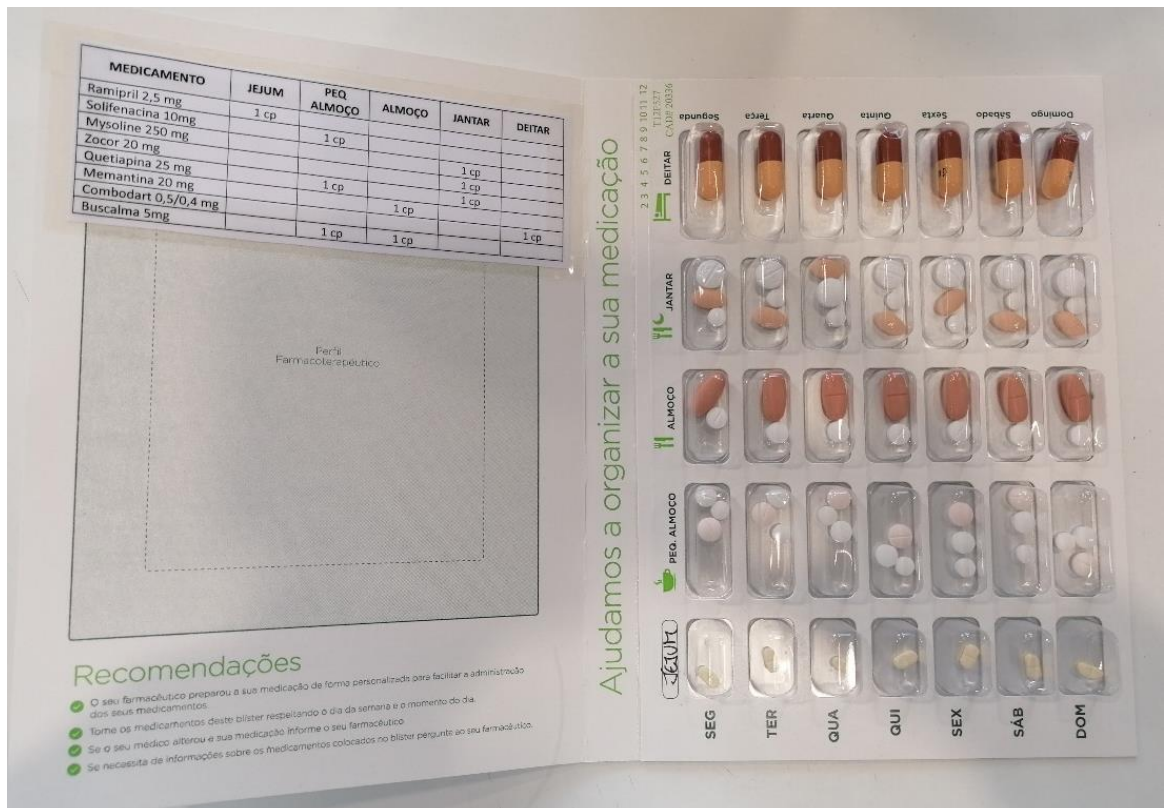 MEDICAMENTO JEJUM PEQ ALMOÇO ALMOÇO JANTAR DEITAR
Ramipril 2,5 mg 1 cp
Solifenacina 10mg 1 cp
Mysoline 250 mg 1 cp
Zocor 20 mg 1 cp
Quetiapina 25 mg 1 cp 1 cp
Memantina 20 mg 1 cp
Combodart 0,5/0,4 mg 1 cp
Buscalma 5mg 1 cp 1 cp
Perfil
Farmacoterapêutico
Recomendações
O seu farmacêutico preparou a sua medicação de forma personalizada para facilitar a administração
dos seus medicamentos.
Tome os medicamentos deste blister respeitando o dia da semana e o momento do dia.
Se o seu médico alterou a sua medicação informe o seu farmacêutico.
Se necessita de informações sobre os medicamentos colocados no blister pergunte ao seu farmacêutico.
Ajudamos a organizar a sua medicação
2 3 4 5 6 7 8 9 10 11 12
Segunda Terça Quarta Quinta Sexta Sábado Domingo
DEITAR
JANTAR
ALMOÇO
PEQ. ALMOÇO
JEJUM
SEG TER QUA QUI SEX SÁB DOM